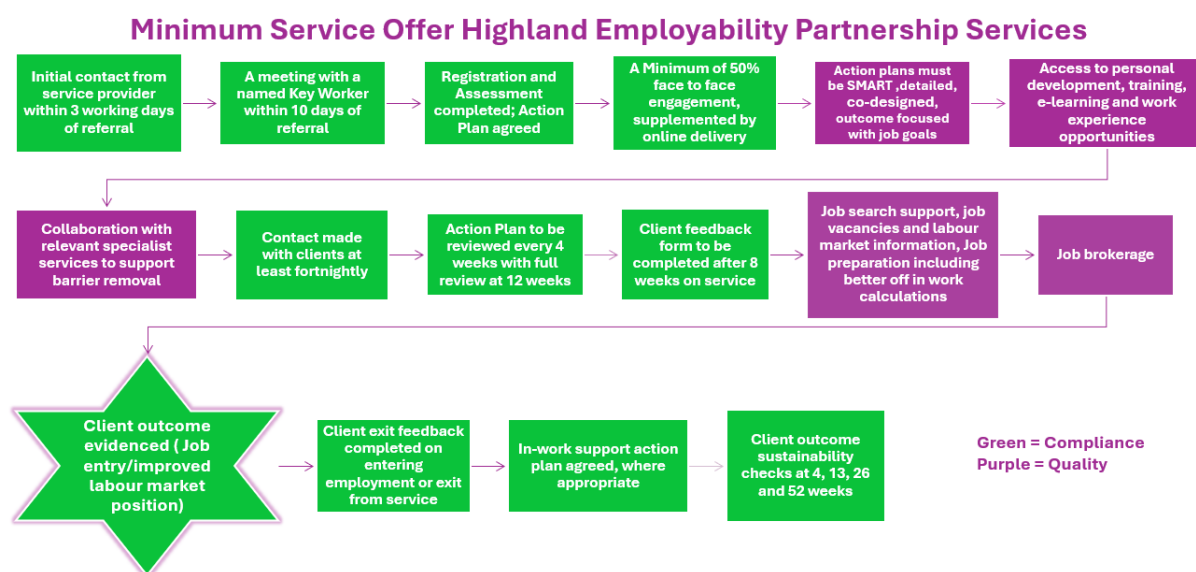 Minimum Service Offer Highland Employability Partnership Services
Initial contact from
service provider
within 3 working days
of referral
A meeting with a
named Key Worker
within 10 days of
referral
Registration and
Assessment
completed; Action
Plan agreed
A Minimum of 50%
face to face
engagement,
supplemented by
online delivery
Action plans must
be SMART ,detailed,
co-designed,
outcome focused
with job goals
Access to personal
development, training,
e-learning and work
experience
opportunities
Collaboration with
relevant specialist
services to support
barrier removal
Contact made
with clients at
least fortnightly
Action Plan to be
reviewed every 4
weeks with full
review at 12 weeks
Client feedback
form to be
completed after 8
weeks on service
Job search support, job
vacancies and labour
market information, Job
preparation including
better off in work
calculations
Job brokerage
Client outcome
evidenced ( Job
entry/improved
labour market
position)
Client exit feedback
completed on
entering
employment or exit
from service
In-work support action
plan agreed, where
appropriate
Client outcome
sustainability
checks at 4, 13, 26
and 52 weeks
Green = Compliance
Purple = Quality